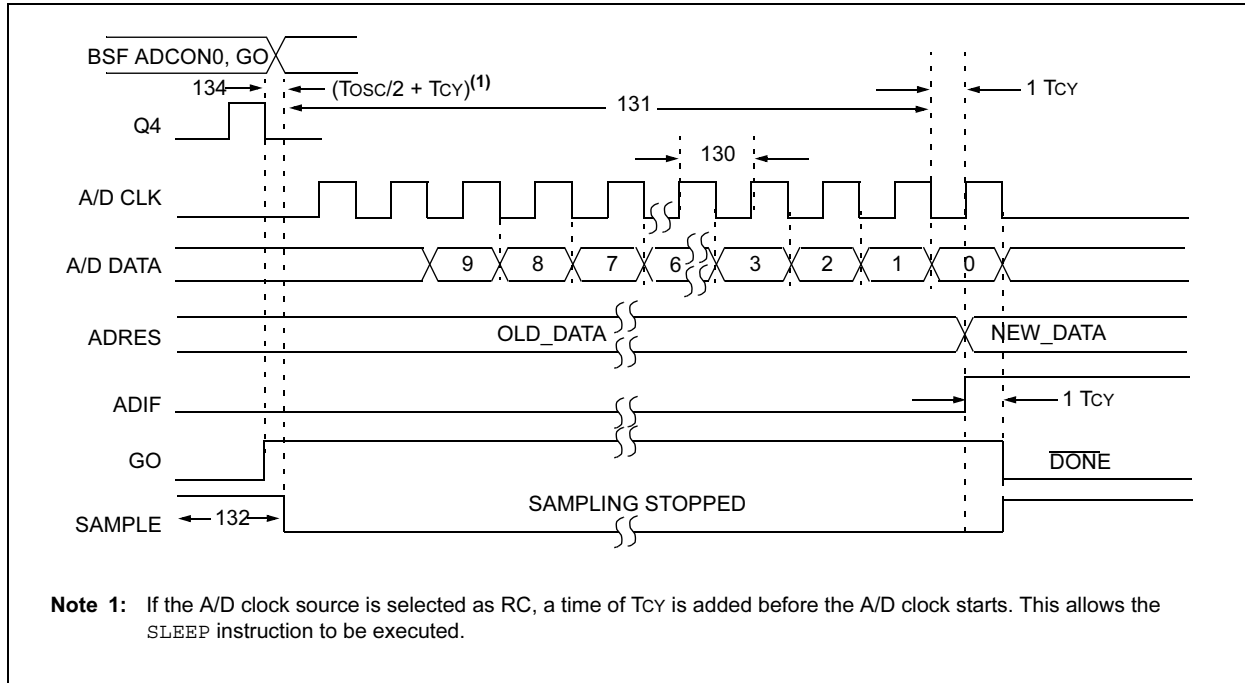 BSF ADCON0, GO
134
(TOSC/2 + TCY)(1)
131
1 TCY
Q4
130
A/D CLK
A/D DATA
9 8 7 6 3 2 1 0
ADRES
OLD_DATA
NEW_DATA
ADIF
1 TCY
GO
DONE
SAMPLE
132
SAMPLING STOPPED
Note 1: If the A/D clock source is selected as RC, a time of TCY is added before the A/D clock starts. This allows the
SLEEP instruction to be executed.